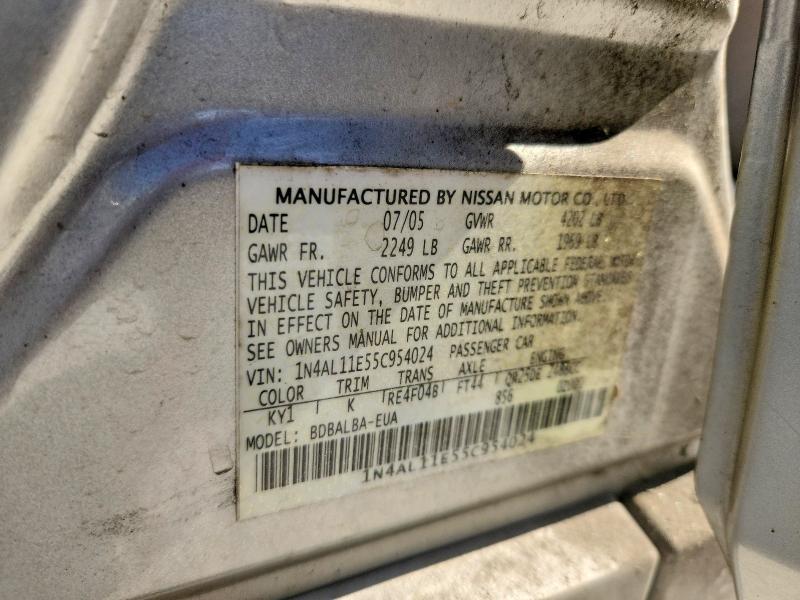 MANUFACTURED BY NISSAN MOTOR CO., LTD.
DATE 07/05 GVWR 4202 LB
GAWR FR. 2249 LB GAWR RR. 1969 LB
THIS VEHICLE CONFORMS TO ALL APPLICABLE FEDERAL MOTOR
VEHICLE SAFETY, BUMPER AND THEFT PREVENTION STANDARDS
IN EFFECT ON THE DATE OF MANUFACTURE SHOWN ABOVE.
SEE OWNERS MANUAL FOR ADDITIONAL INFORMATION.
VIN: 1N4AL11E55C954024 PASSENGER CAR
COLOR TRIM TRANS AXLE ENGINE
KY1 K RE4F04B FT44 QR25DE
856
MODEL: BDBALBA-EUA
1N4AL11E55C954024